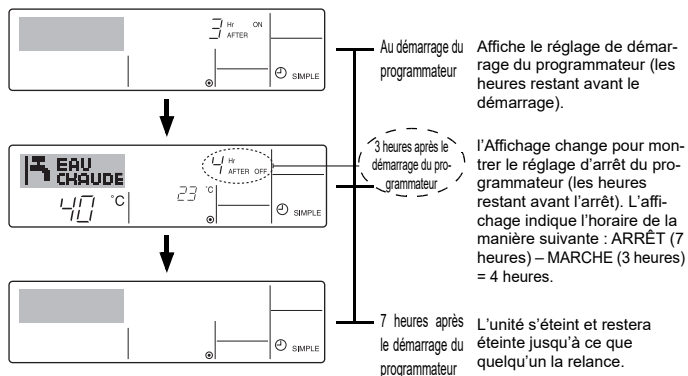 3 Hr ON
AFTER
SIMPLE
Au démarrage du
programmateur
Affiche le réglage de démar-
rage du programmateur (les
heures restant avant le
démarrage).
EAU
CHAUDE
4 Hr
AFTER OFF
40 °C
23 °C
SIMPLE
3 heures après le
démarrage du pro-
grammateur
l'Affichage change pour mon-
trer le réglage d'arrêt du pro-
grammateur (les heures
restant avant l'arrêt). L'affi-
chage indique l'horaire de la
manière suivante : ARRÊT (7
heures) – MARCHE (3 heures)
= 4 heures.
SIMPLE
7 heures après
le démarrage du
programmateur
L'unité s'éteint et restera
éteinte jusqu'à ce que
quelqu'un la relance.